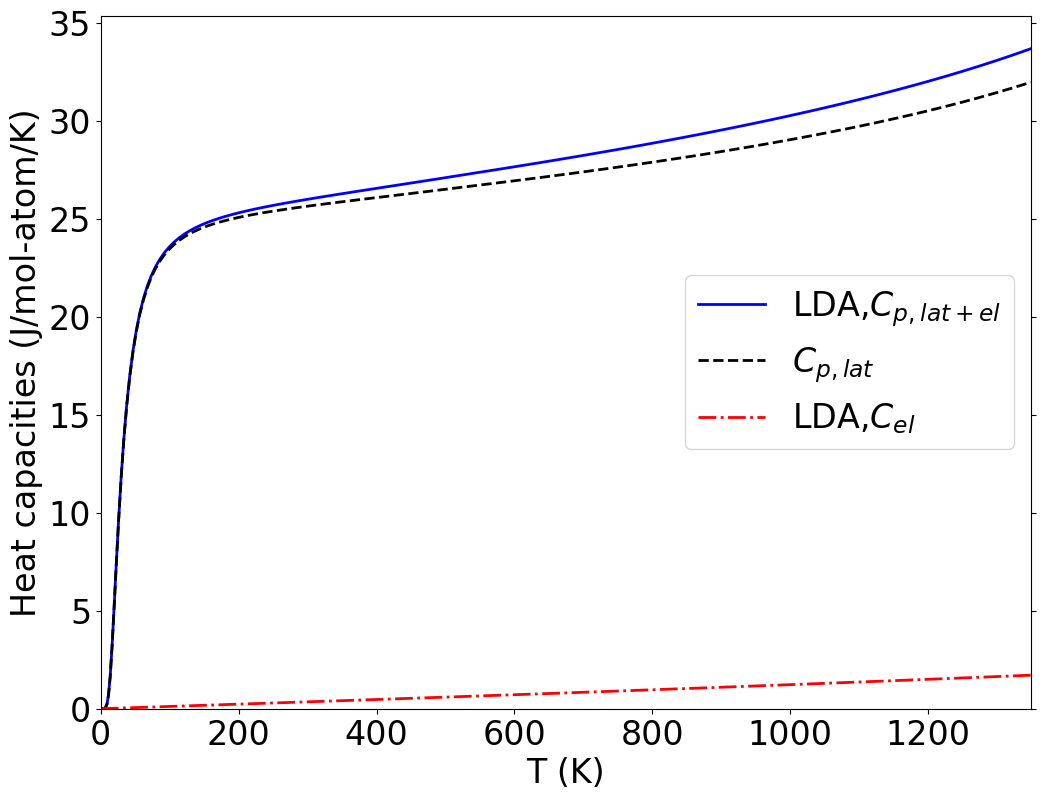 35
30
25
20
15
10
5
0
Heat capacities (J/mol-atom/K)
LDA,C_{p, lat+el}
C_{p, lat}
LDA,C_{el}
0 200 400 600 800 1000 1200
T (K)